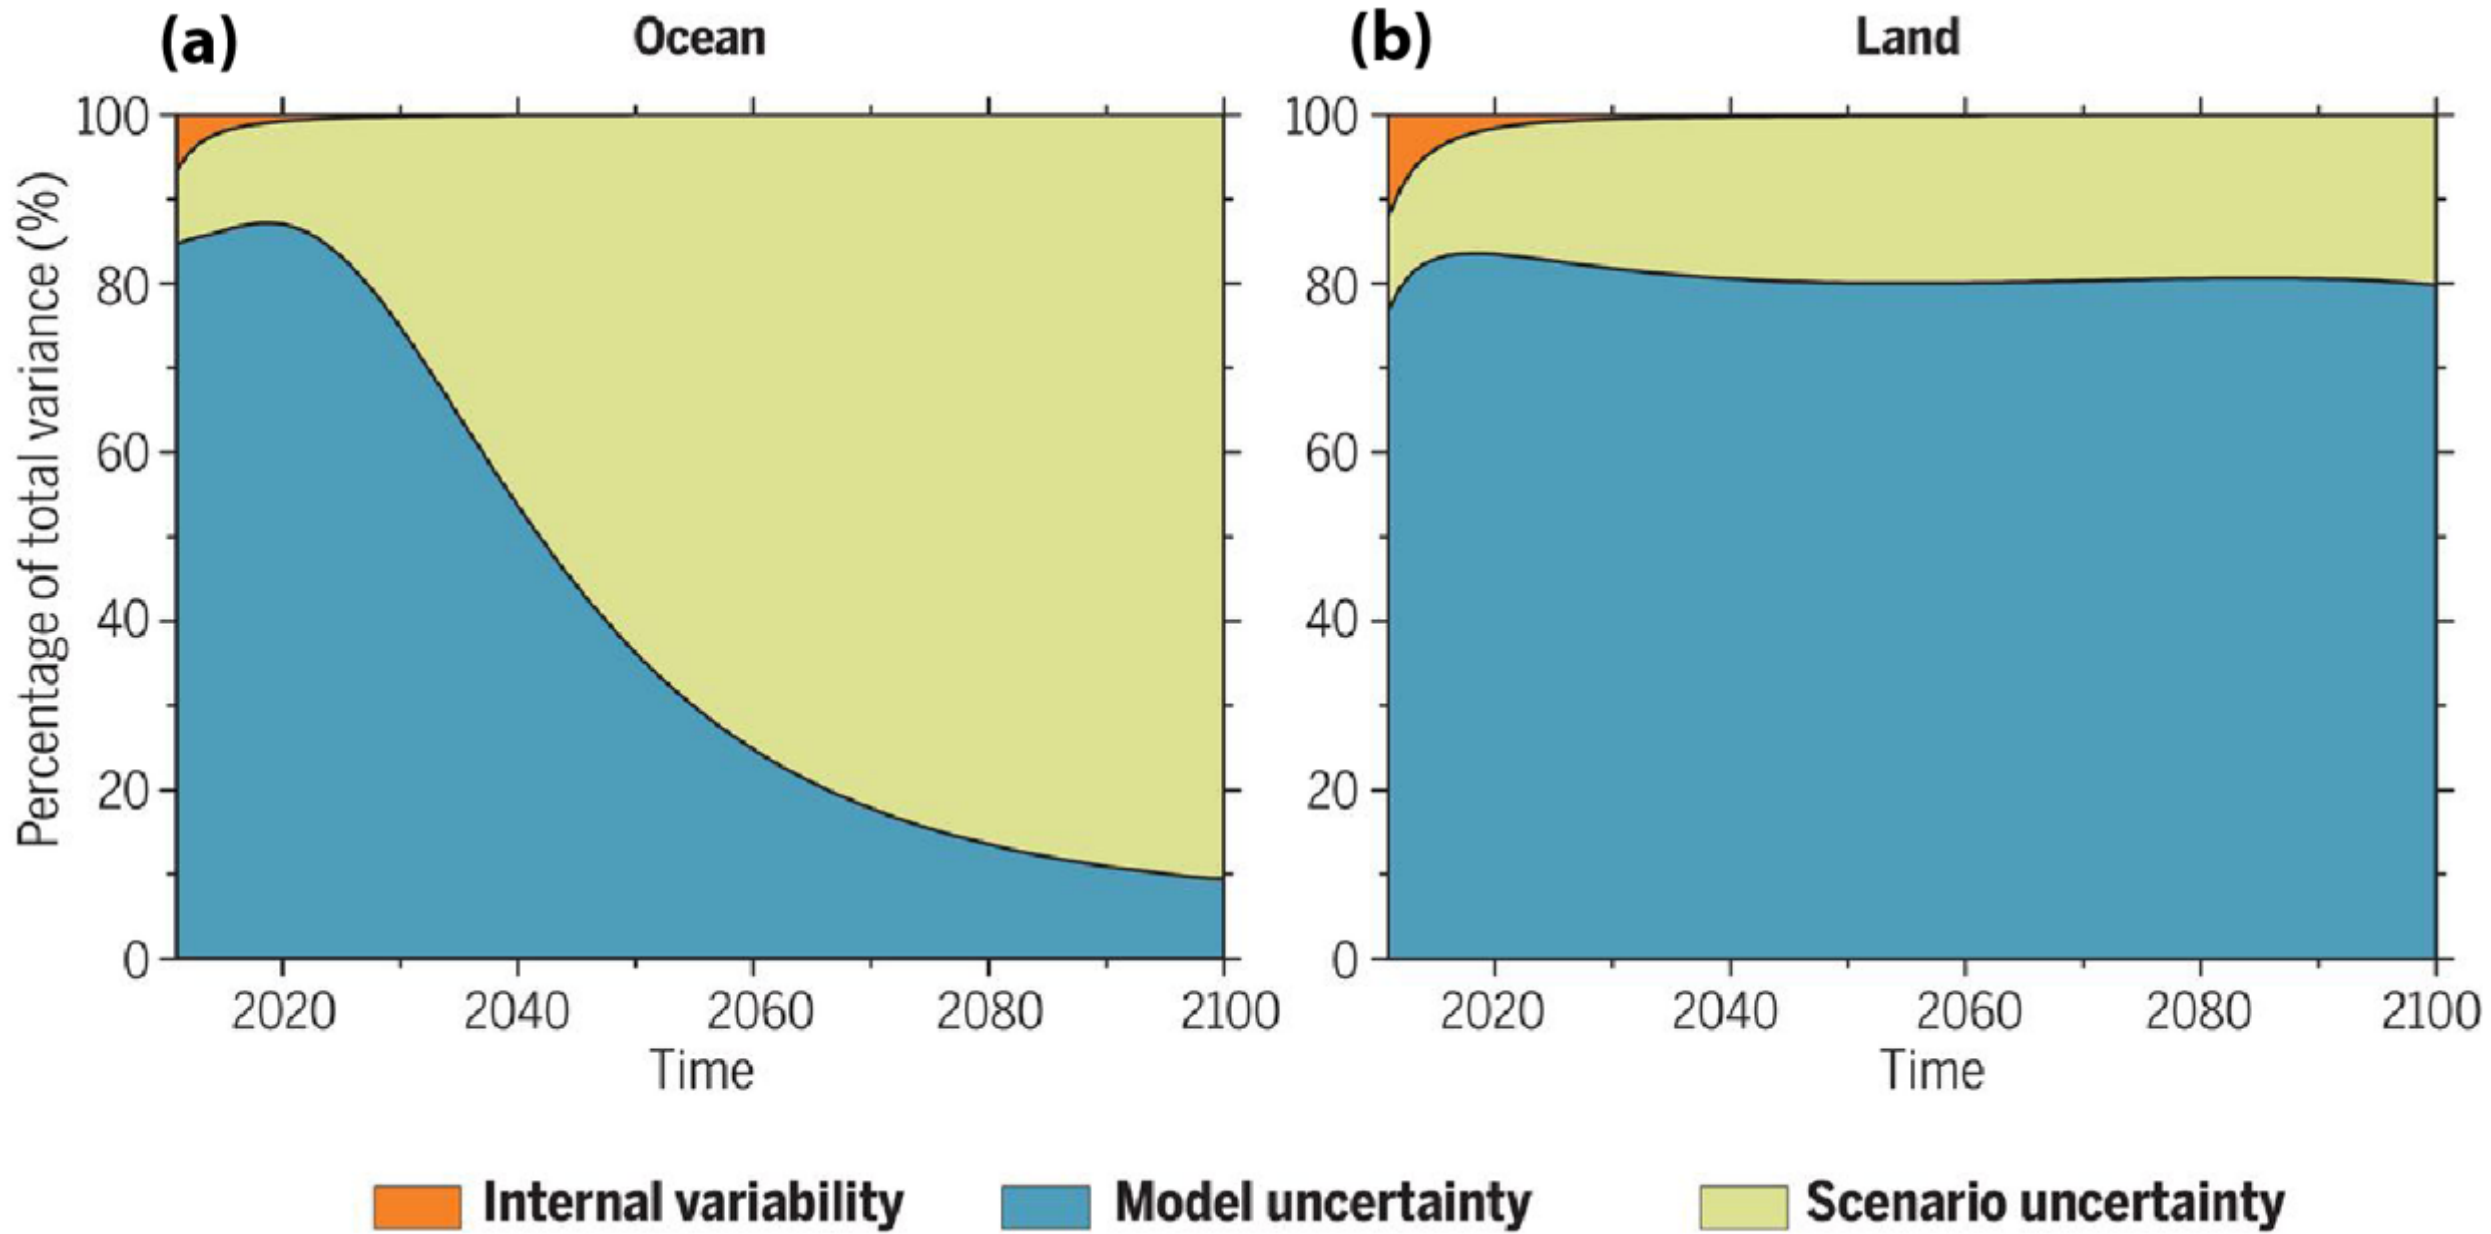 (a) Ocean
100
80
60
40
20
0
Percentage of total variance (%)
2020 2040 2060 2080 2100
Time
(b) Land
100
80
60
40
20
0
2020 2040 2060 2080 2100
Time
Internal variability Model uncertainty Scenario uncertainty